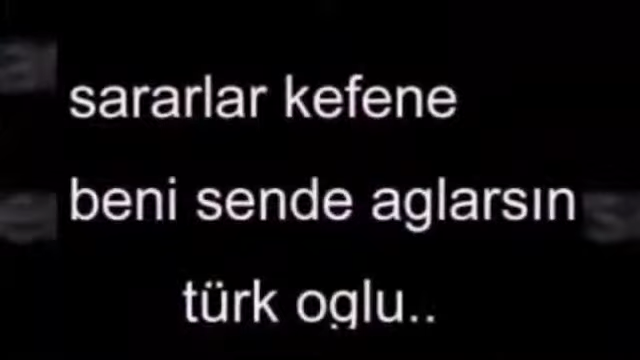 sararlar kefene
beni sende aglarsın
türk oglu..